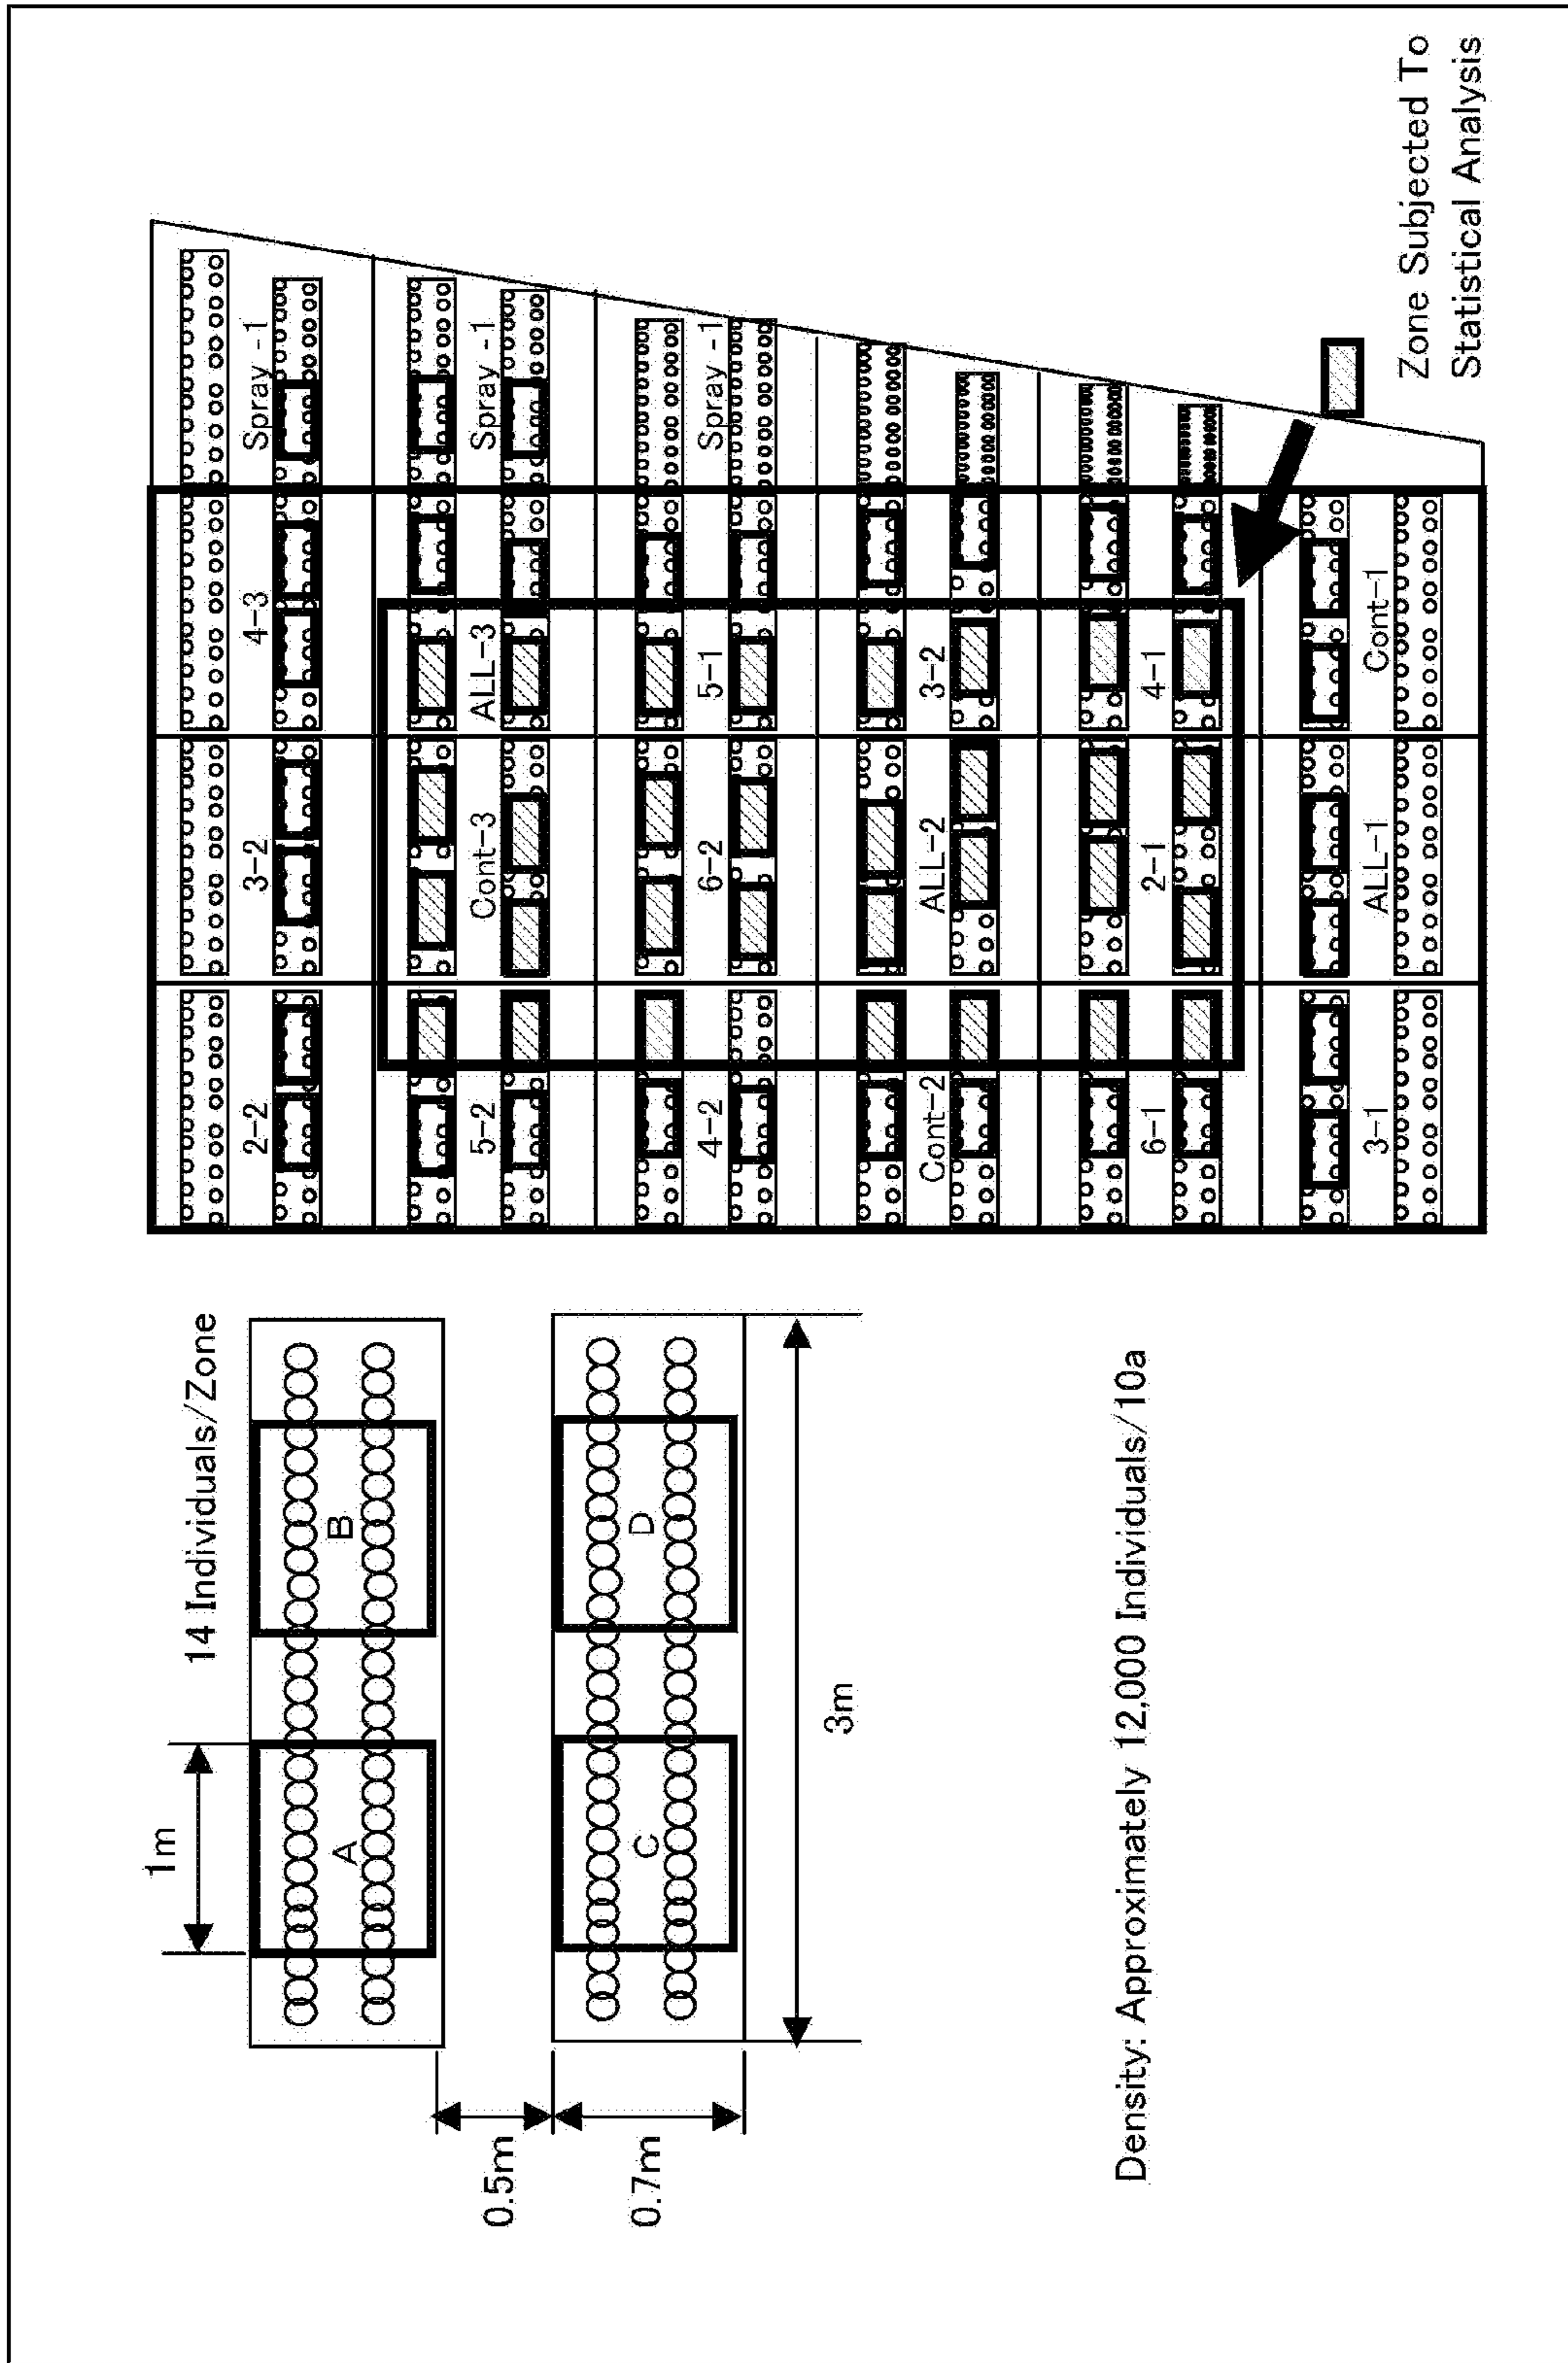 1m
14 Individuals/Zone
A
B
0.5m
0.7m
C
D
3m
Density: Approximately 12,000 Individuals/10a
2-2
3-2
4-3
Spray -1
5-2
Cont-3
ALL-3
Spray -1
4-2
6-2
5-1
Spray -1
Cont-2
ALL-2
3-2
6-1
2-1
4-1
3-1
ALL-1
Cont-1
Zone Subjected To
Statistical Analysis